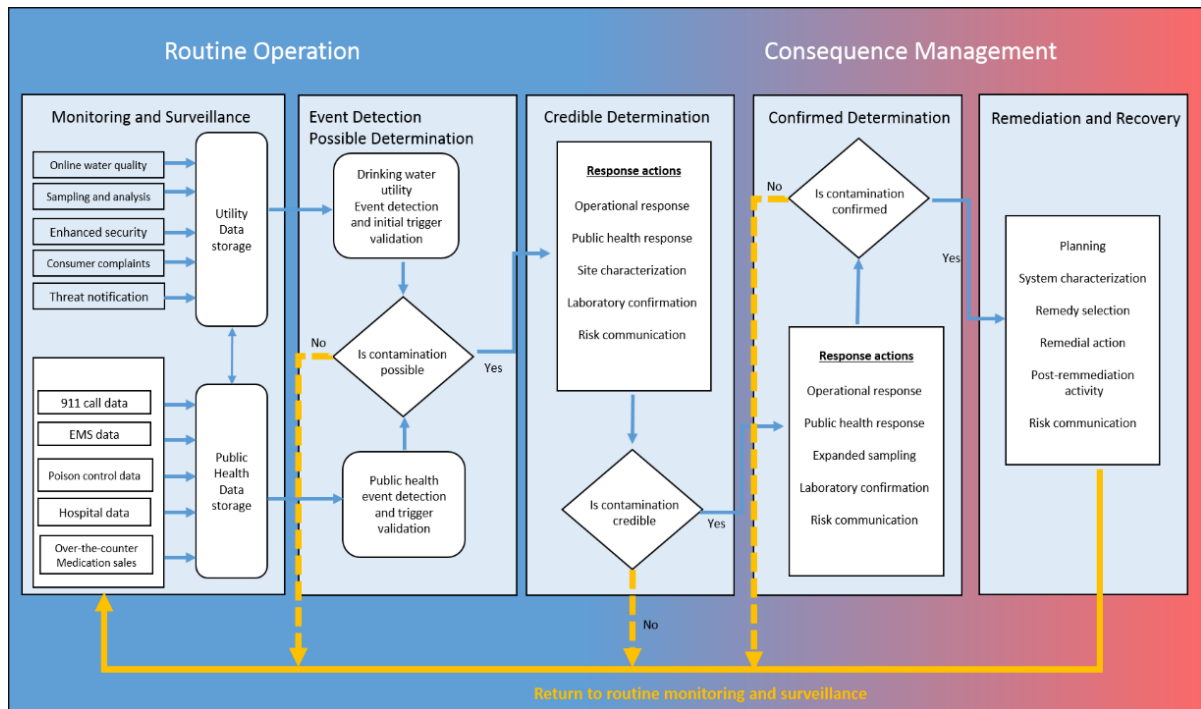 Routine Operation
Consequence Management
Monitoring and Surveillance
Online water quality
Sampling and analysis
Enhanced security
Consumer complaints
Threat notification
Utility
Data
storage
911 call data
EMS data
Poison control data
Hospital data
Over-the-counter
Medication sales
Public
Health
Data
storage
Event Detection
Possible Determination
Drinking water
utility
Event detection
and initial trigger
validation
No
Is contamination
possible
Yes
Public health
event detection
and trigger
validation
Credible Determination
Response actions
Operational response
Public health response
Site characterization
Laboratory confirmation
Risk communication
Is contamination
credible
Yes
No
Confirmed Determination
No
Is contamination
confirmed
Yes
Response actions
Operational response
Public health response
Expanded sampling
Laboratory confirmation
Risk communication
Remediation and Recovery
Planning
System characterization
Remedy selection
Remedial action
Post-remmediation
activity
Risk communication
Return to routine monitoring and surveillance